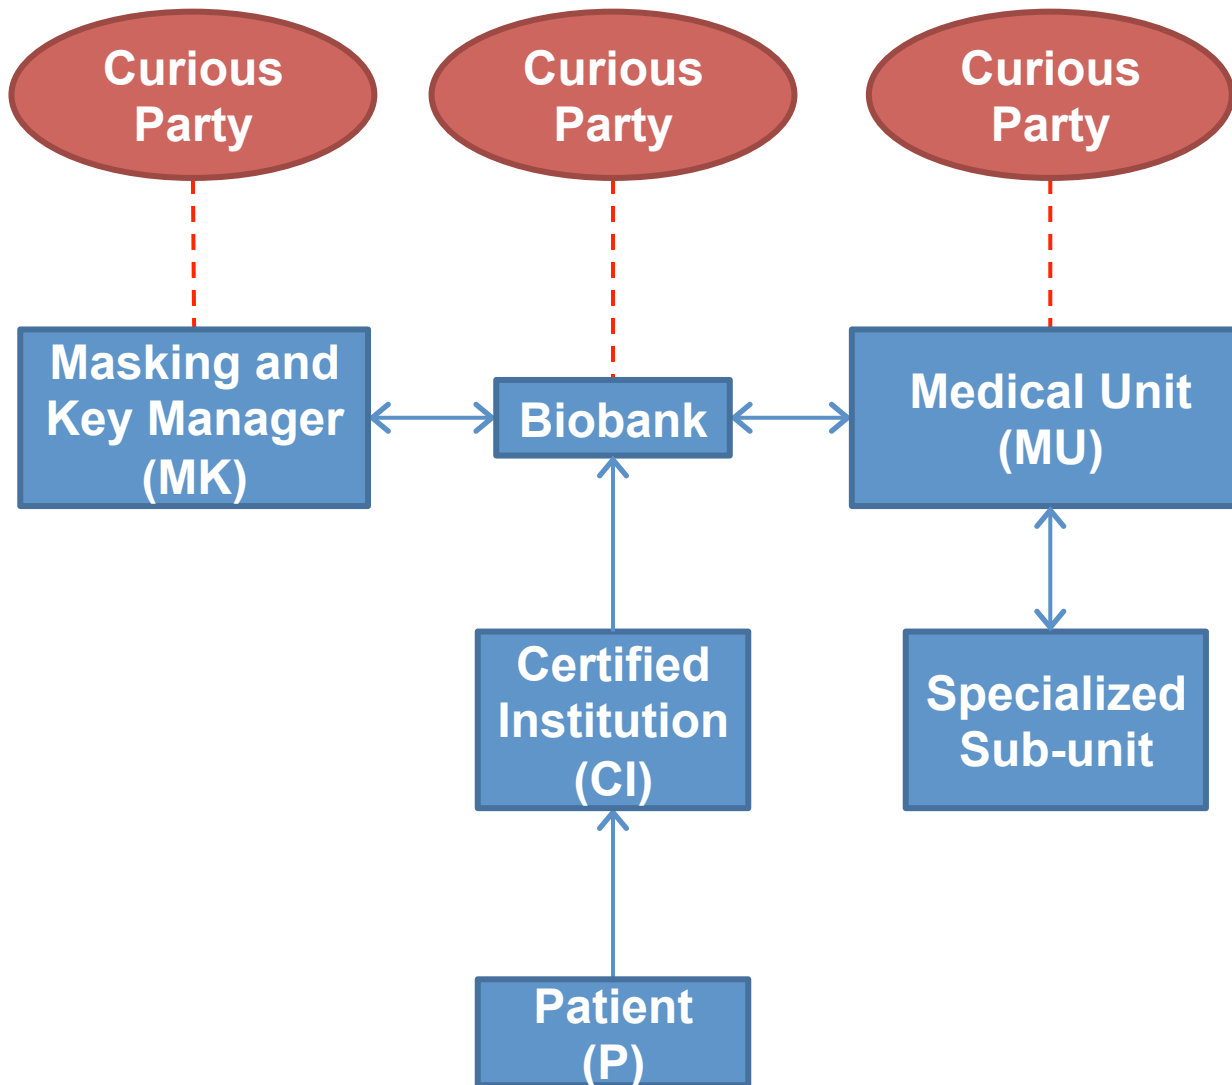 Curious
Party
Curious
Party
Curious
Party
Masking and
Key Manager
(MK)
Biobank
Medical Unit
(MU)
Certified
Institution
(CI)
Specialized
Sub-unit
Patient
(P)